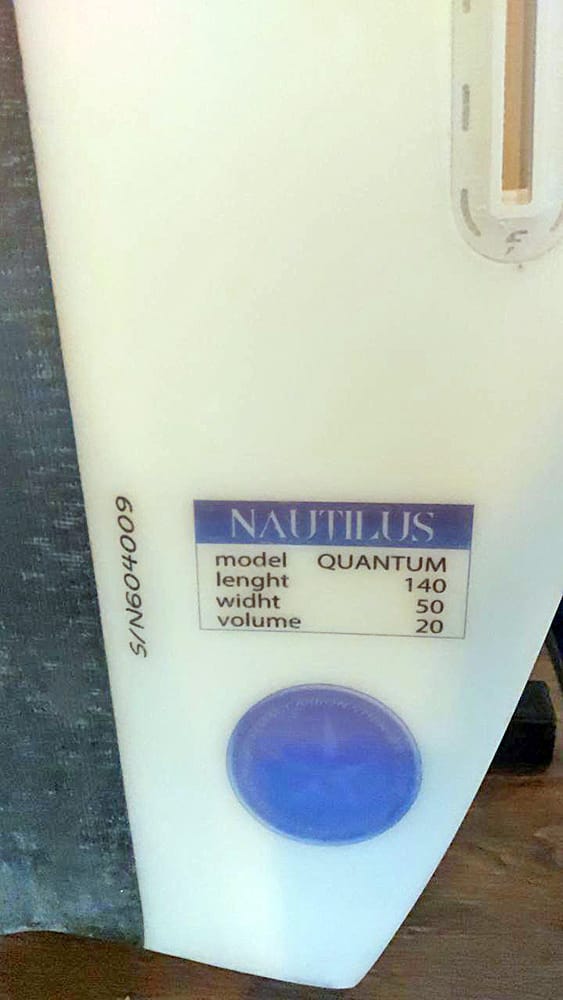 NAUTILUS
model QUANTUM
lenght 140
widht 50
volume 20
S/N604009